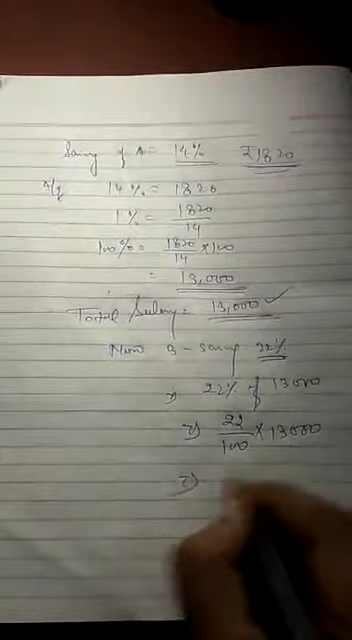 Saving of A = 14% ₹1820
A/q 14% = 1820
1% = 1820/14
100% = 1820/14 × 100
= 13,000
Total Salary = 13,000 ✓
Now B - saving 22%
⇒ 22% of 13000
⇒ 22/100 × 13000
⇒